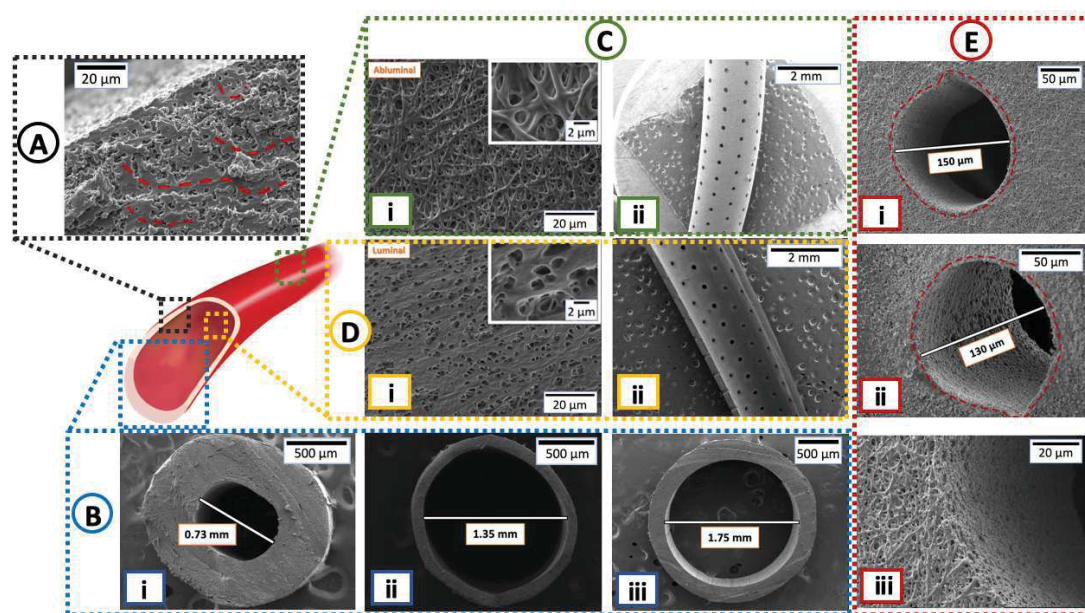 A
20 µm
C
Abluminal
2 µm
i
20 µm
2 mm
ii
E
50 µm
150 µm
i
D
Luminal
2 µm
i
20 µm
2 mm
ii
50 µm
130 µm
ii
B
500 µm
0.73 mm
i
500 µm
1.35 mm
ii
500 µm
1.75 mm
iii
20 µm
iii